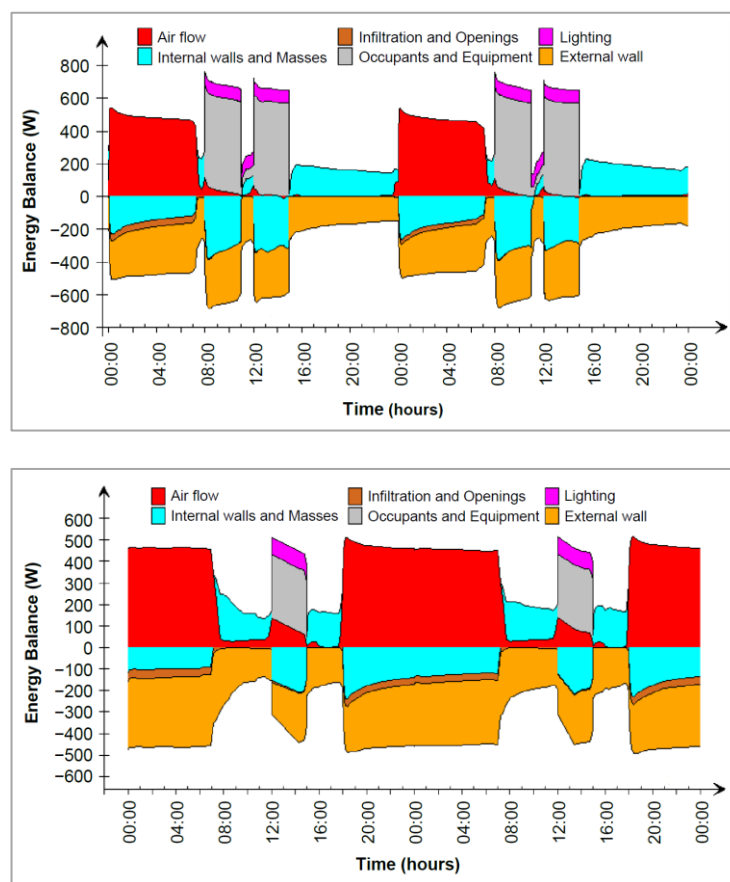 Air flow Infiltration and Openings Lighting
Internal walls and Masses Occupants and Equipment External wall
800
600
400
200
0
−200
−400
−600
−800
Energy Balance (W)
00:00 04:00 08:00 12:00 16:00 20:00 00:00 04:00 08:00 12:00 16:00 20:00 00:00
Time (hours)
Air flow Infiltration and Openings Lighting
Internal walls and Masses Occupants and Equipment External wall
600
500
400
300
200
100
0
−100
−200
−300
−400
−500
−600
Energy Balance (W)
00:00 04:00 08:00 12:00 16:00 20:00 00:00 04:00 08:00 12:00 16:00 20:00 00:00
Time (hours)